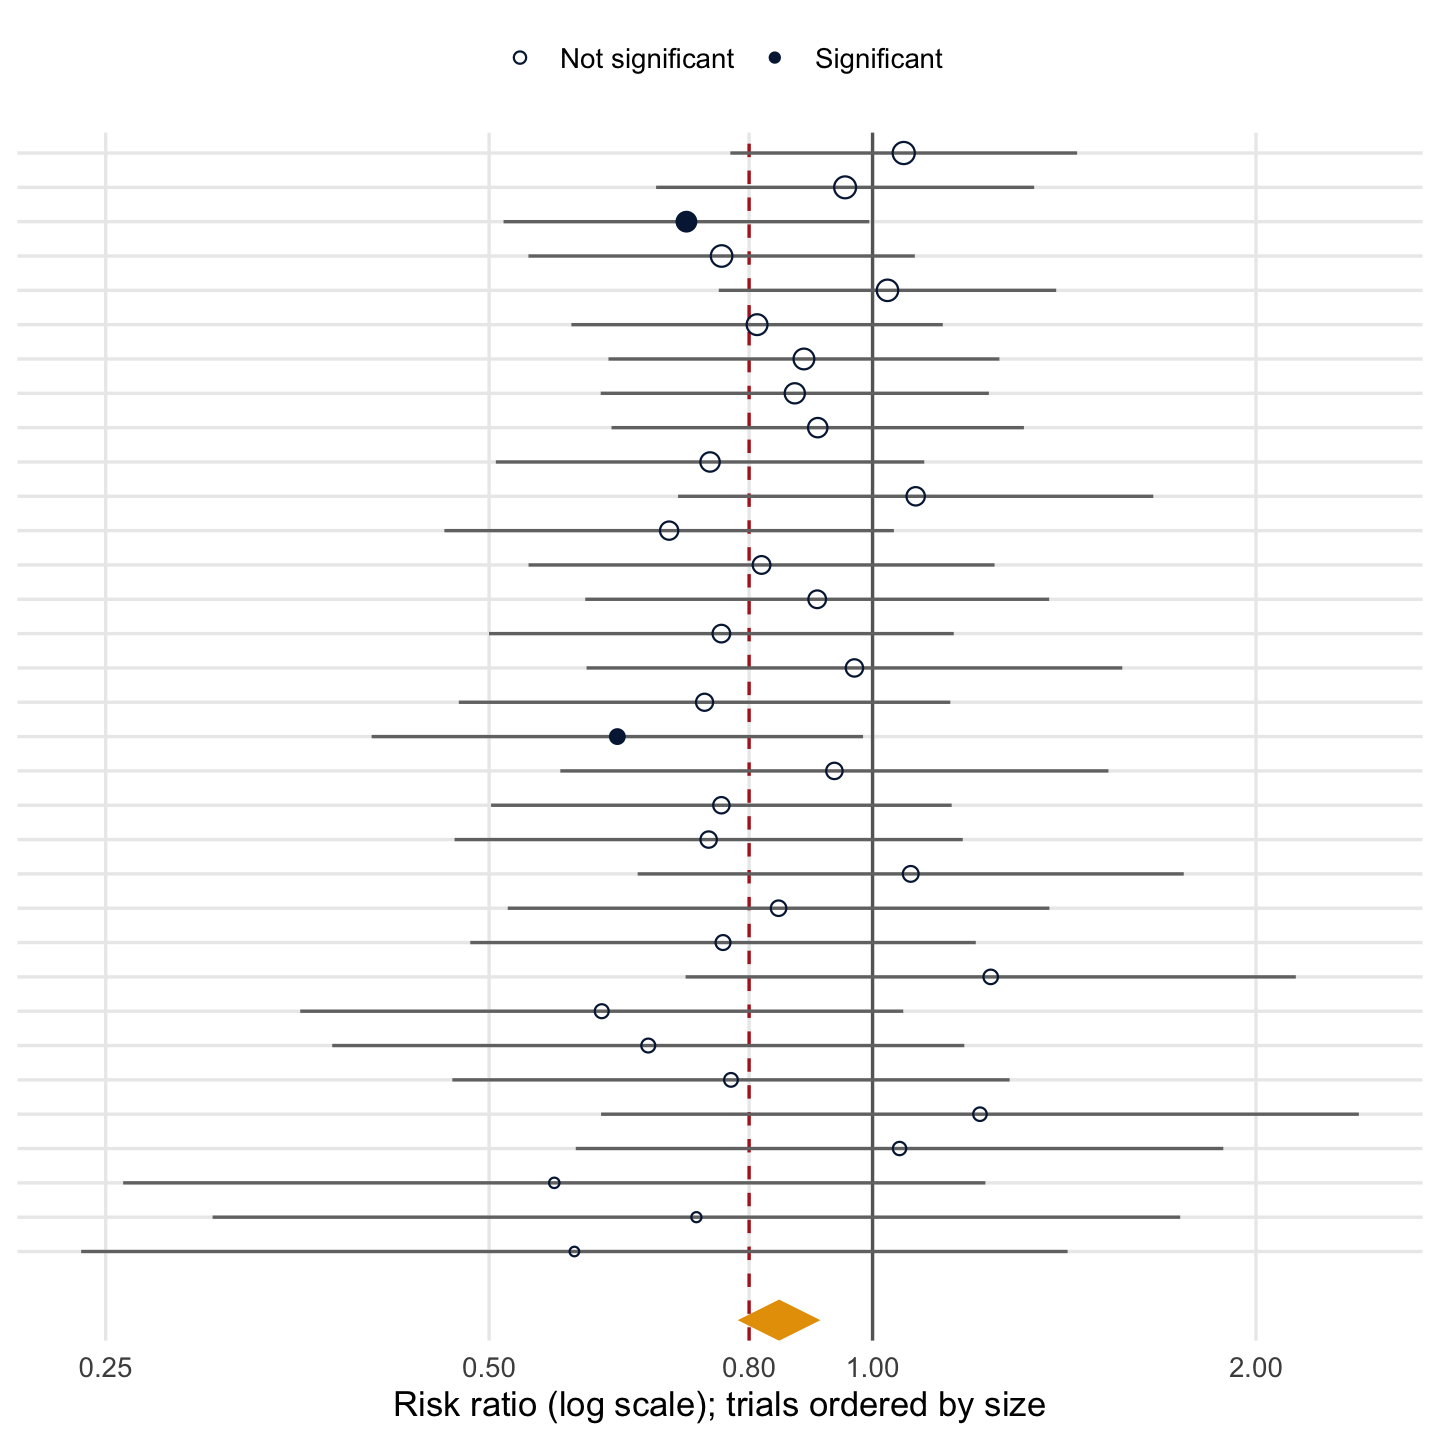 Not significant Significant
0.25 0.50 0.80 1.00 2.00
Risk ratio (log scale); trials ordered by size